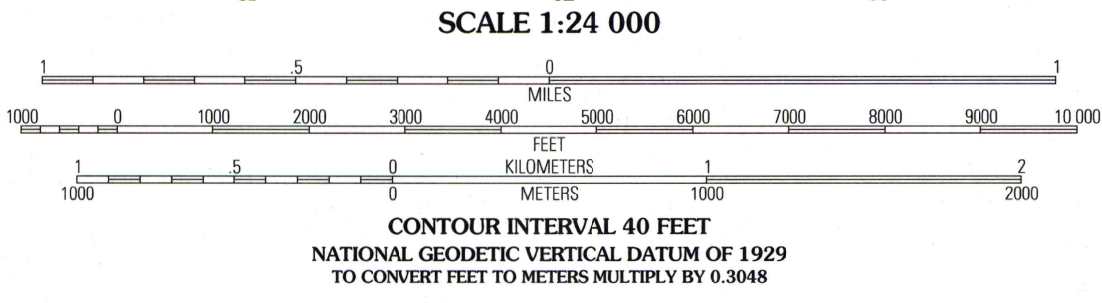 SCALE 1:24 000
1 .5 0 1
MILES
1000 0 1000 2000 3000 4000 5000 6000 7000 8000 9000 10 000
FEET
1 .5 0 KILOMETERS 1 2
1000 0 METERS 1000 2000
CONTOUR INTERVAL 40 FEET
NATIONAL GEODETIC VERTICAL DATUM OF 1929
TO CONVERT FEET TO METERS MULTIPLY BY 0.3048